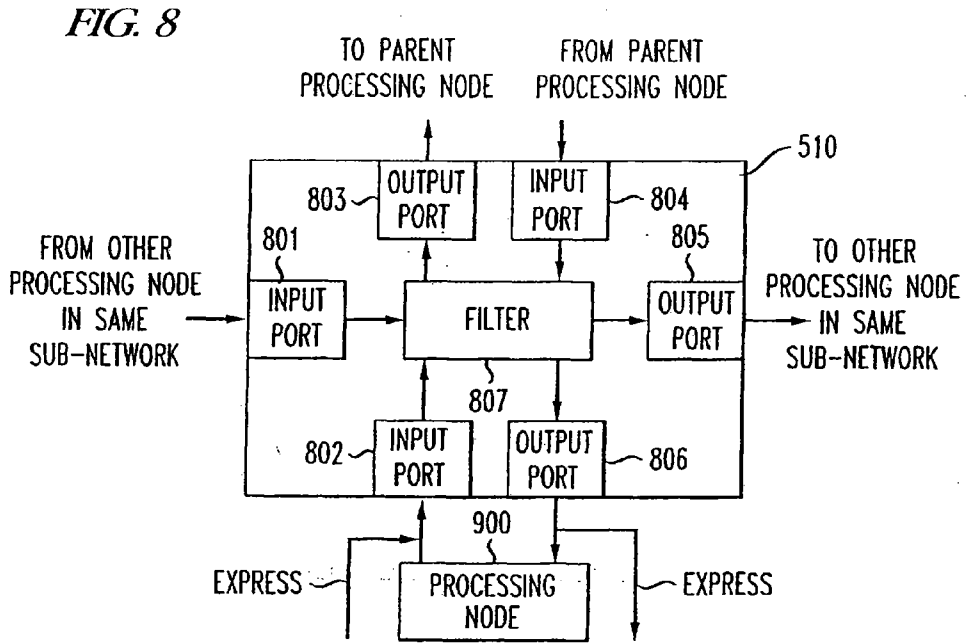 FIG. 8
TO PARENT
PROCESSING NODE
FROM PARENT
PROCESSING NODE
510
803
OUTPUT
PORT
INPUT
PORT
804
FROM OTHER
PROCESSING NODE
IN SAME
SUB-NETWORK
801
INPUT
PORT
FILTER
807
805
OUTPUT
PORT
TO OTHER
PROCESSING NODE
IN SAME
SUB-NETWORK
802
INPUT
PORT
OUTPUT
PORT
806
900
EXPRESS
PROCESSING
NODE
EXPRESS